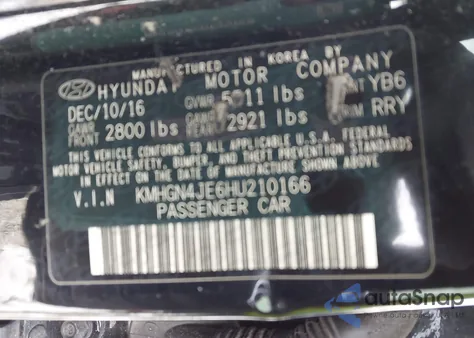 MANUFACTURED IN KOREA BY
HYUNDAI MOTOR COMPANY
DEC/10/16 GVWR lbs YB6
GAWR FRONT 2800 lbs GAWR REAR 2921 lbs RRY
THIS VEHICLE CONFORMS TO ALL APPLICABLE U.S.A. FEDERAL
MOTOR VEHICLE SAFETY, BUMPER, AND THEFT PREVENTION
STANDARDS IN EFFECT ON THE DATE OF MANUFACTURE SHOWN ABOVE.
V.I.N KMHGN4JE6HU210166
PASSENGER CAR
autoSnap